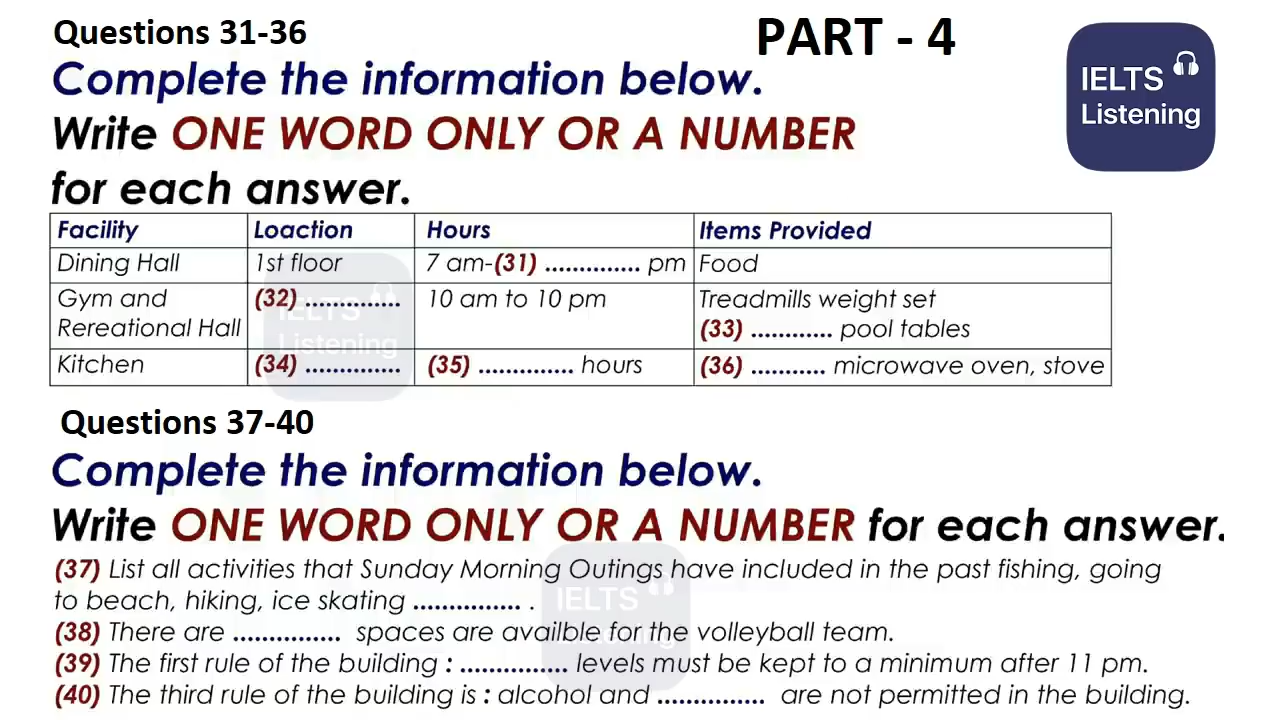 Questions 31-36
PART - 4
IELTS
Listening
Complete the information below.
Write ONE WORD ONLY OR A NUMBER
for each answer.
Facility Loaction Hours Items Provided
Dining Hall 1st floor 7 am-(31) .............. pm Food
Gym and (32) .............. 10 am to 10 pm Treadmills weight set
Rereational Hall (33) ............ pool tables
Kitchen (34) .............. (35) .............. hours (36) ........... microwave oven, stove
IELTS
Listening
Questions 37-40
Complete the information below.
Write ONE WORD ONLY OR A NUMBER for each answer.
(37) List all activities that Sunday Morning Outings have included in the past fishing, going
to beach, hiking, ice skating ................ .
(38) There are ................ spaces are availble for the volleyball team.
(39) The first rule of the building : ................ levels must be kept to a minimum after 11 pm.
(40) The third rule of the building is : alcohol and ................ are not permitted in the building.
IELTS
Listening